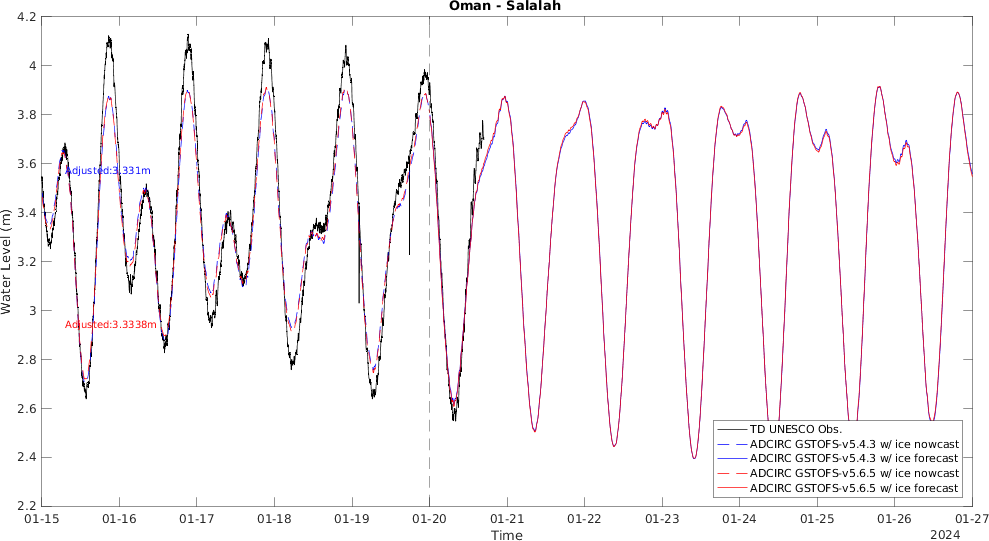 Oman - Salalah
4.2
4
3.8
3.6
3.4
3.2
3
2.8
2.6
2.4
2.2
Water Level (m)
Adjusted:3.331m
Adjusted:3.3338m
TD UNESCO Obs.
ADCIRC GSTOFS-v5.4.3 w/ ice nowcast
ADCIRC GSTOFS-v5.4.3 w/ ice forecast
ADCIRC GSTOFS-v5.6.5 w/ ice nowcast
ADCIRC GSTOFS-v5.6.5 w/ ice forecast
01-15 01-16 01-17 01-18 01-19 01-20 01-21 01-22 01-23 01-24 01-25 01-26 01-27
Time
2024